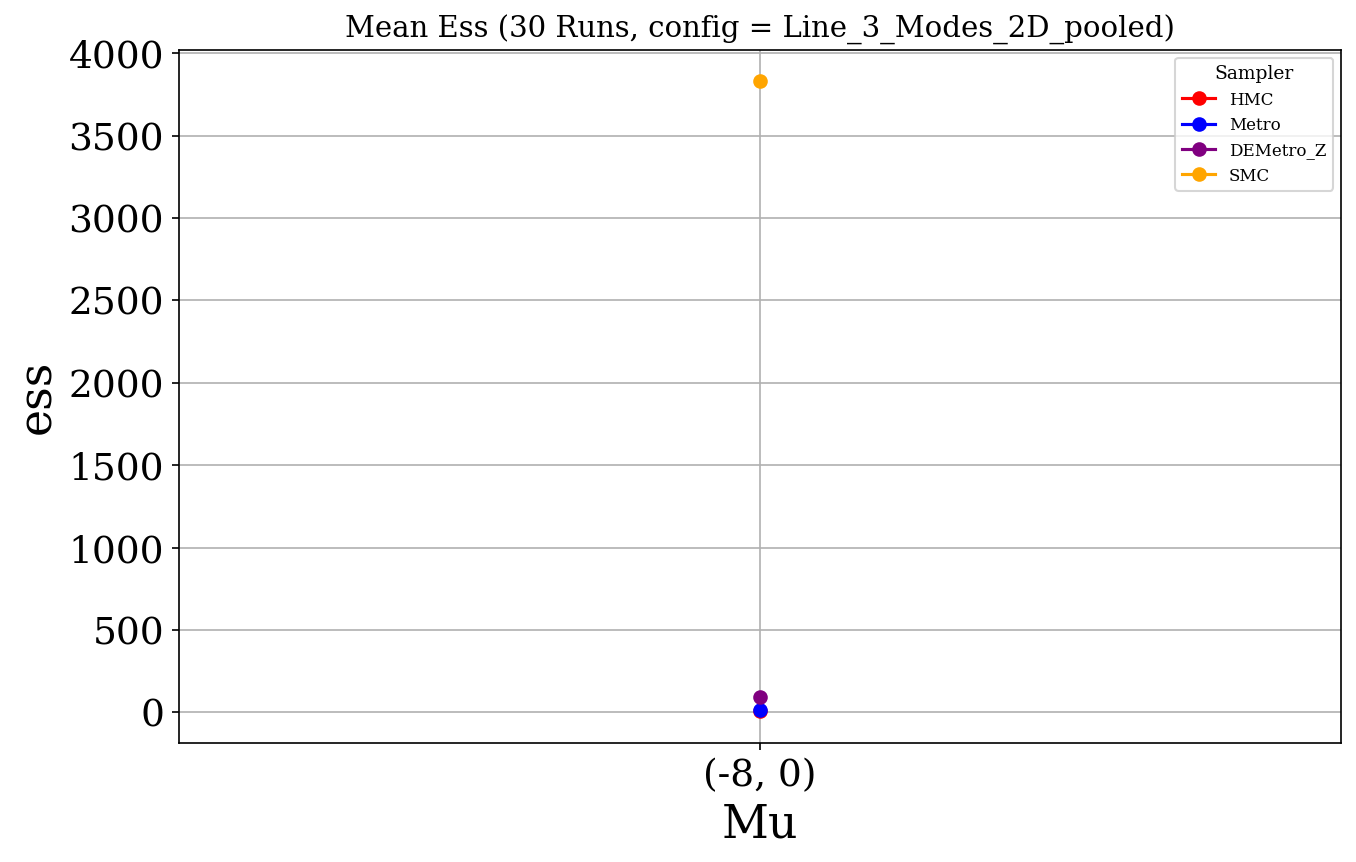 Mean Ess (30 Runs, config = Line_3_Modes_2D_pooled)
4000
3500
3000
2500
2000
1500
1000
500
0
ess
Sampler
HMC
Metro
DEMetro_Z
SMC
(-8, 0)
Mu